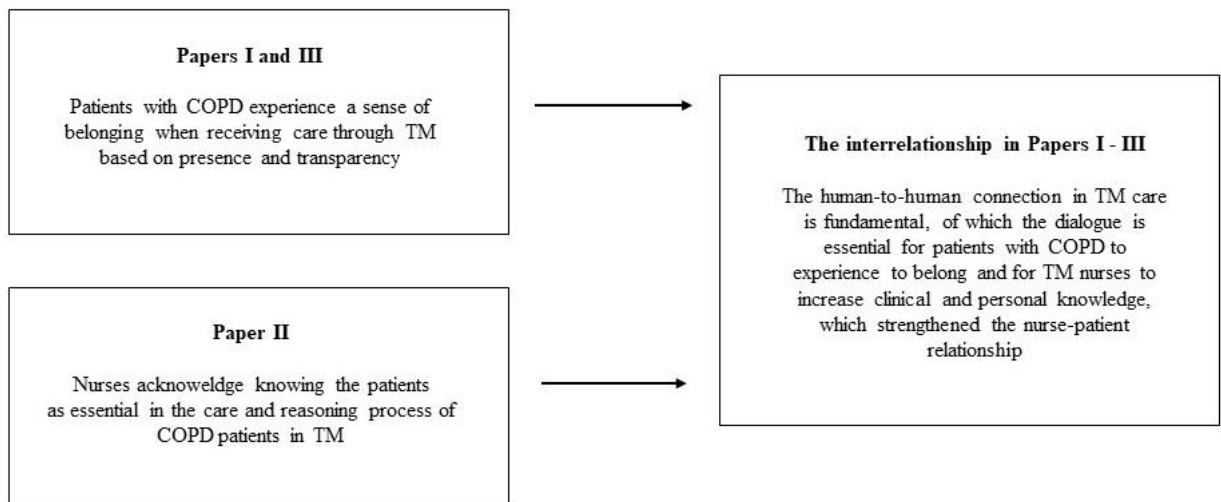 Papers I and III
Patients with COPD experience a sense of
belonging when receiving care through TM
based on presence and transparency
Paper II
Nurses acknoweldge knowing the patients
as essential in the care and reasoning process of
COPD patients in TM
The interrelationship in Papers I - III
The human-to-human connection in TM care
is fundamental, of which the dialogue is
essential for patients with COPD to
experience to belong and for TM nurses to
increase clinical and personal knowledge,
which strengthened the nurse-patient
relationship